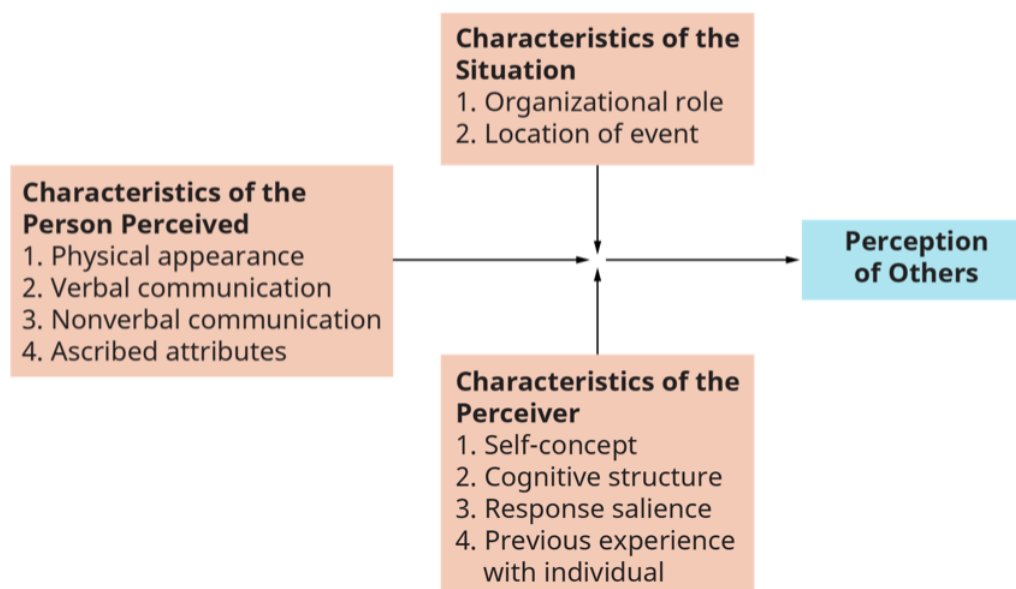 Characteristics of the
Situation
1. Organizational role
2. Location of event
Characteristics of the
Person Perceived
1. Physical appearance
2. Verbal communication
3. Nonverbal communication
4. Ascribed attributes
Perception
of Others
Characteristics of the
Perceiver
1. Self-concept
2. Cognitive structure
3. Response salience
4. Previous experience
with individual